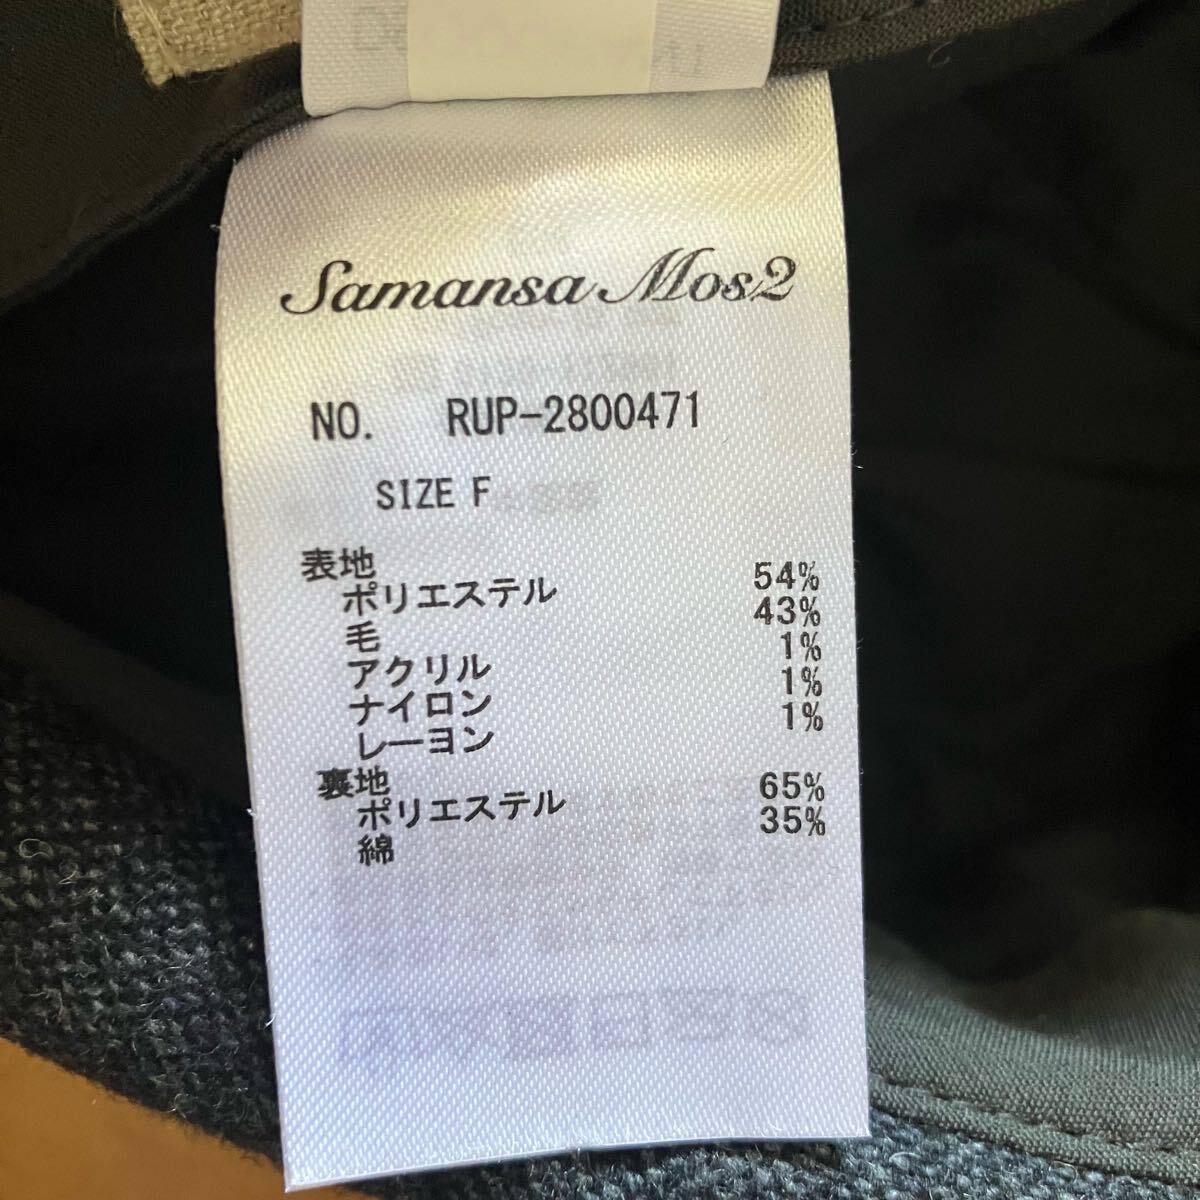 Samansa Mos2
NO. RUP-2800471
SIZE F
表地
ポリエステル 54%
毛 43%
アクリル 1%
ナイロン 1%
レーヨン 1%
裏地
ポリエステル 65%
綿 35%